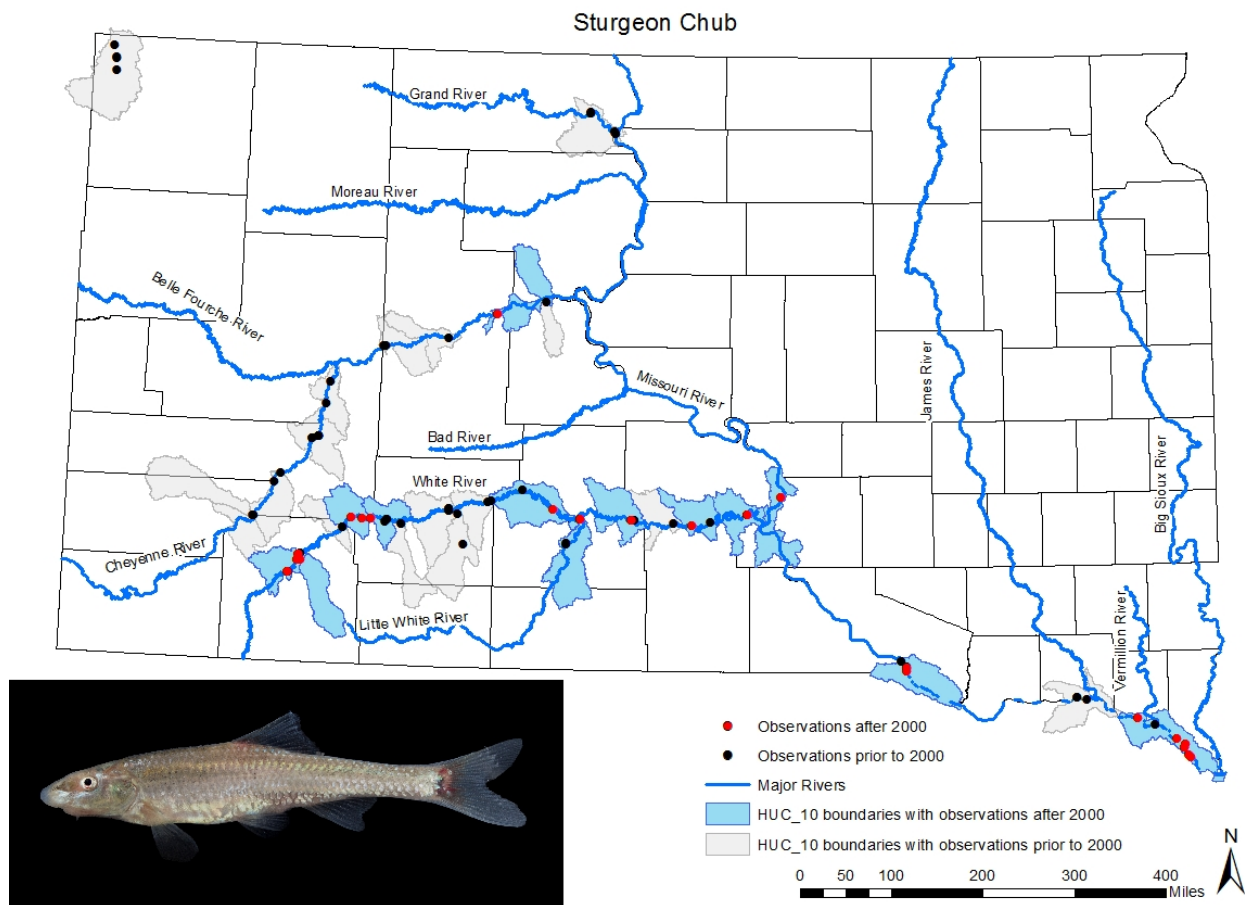 Sturgeon Chub
Grand River
Moreau River
Belle Fourche River
Missouri River
James River
Bad River
Big Sioux River
White River
Cheyenne River
Little White River
Vermillion River
Observations after 2000
Observations prior to 2000
Major Rivers
HUC_10 boundaries with observations after 2000
HUC_10 boundaries with observations prior to 2000
N
0 50 100 200 300 400
Miles